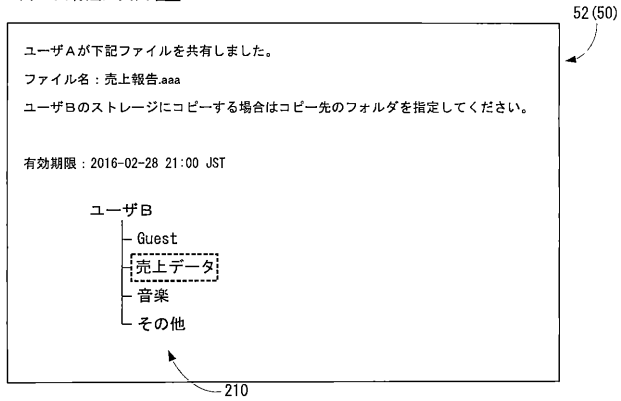 52(50)
ユーザAが下記ファイルを共有しました。
ファイル名：売上報告.aaa
ユーザBのストレージにコピーする場合はコピー先のフォルダを指定してください。
有効期限：2016-02-28 21:00 JST
ユーザB
Guest
売上データ
音楽
その他
210